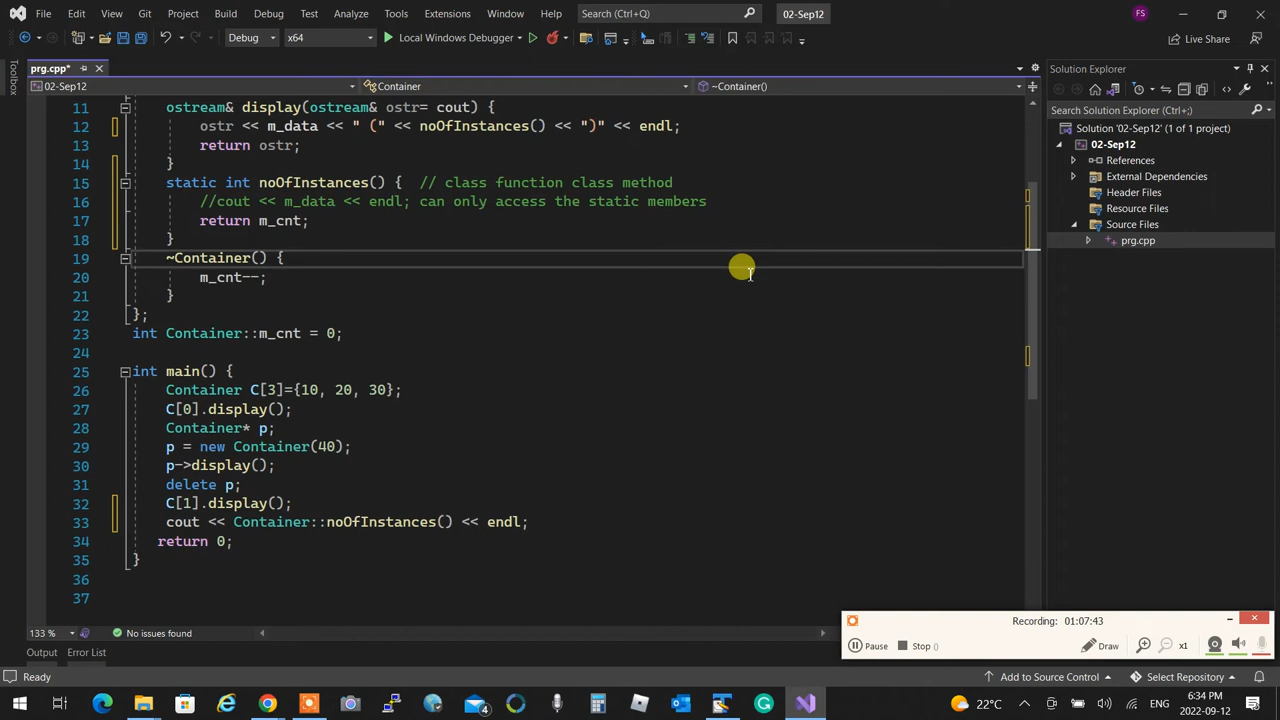 File Edit View Git Project Build Debug Test Analyze Tools Extensions Window Help Search (Ctrl+Q) 02-Sep12 FS
Debug x64 Local Windows Debugger Live Share
Toolbox
prg.cpp*
02-Sep12 Container ~Container()
11 ostream& display(ostream& ostr= cout) {
12 ostr << m_data << " (" << noOfInstances() << ")" << endl;
13 return ostr;
14 }
15 static int noOfInstances() { // class function class method
16 //cout << m_data << endl; can only access the static members
17 return m_cnt;
18 }
19 ~Container() {
20 m_cnt--;
21 }
22 };
23 int Container::m_cnt = 0;
24
25 int main() {
26 Container C[3]={10, 20, 30};
27 C[0].display();
28 Container* p;
29 p = new Container(40);
30 p->display();
31 delete p;
32 C[1].display();
33 cout << Container::noOfInstances() << endl;
34 return 0;
35 }
36
37
133 % No issues found
Output Error List
Ready
Solution Explorer
Search Solution Explorer (Ctrl+;)
Solution '02-Sep12' (1 of 1 project)
02-Sep12
References
External Dependencies
Header Files
Resource Files
Source Files
prg.cpp
Recording: 01:07:43
Pause Stop () Draw x1
Add to Source Control Select Repository
4
22°C ENG 6:34 PM 2022-09-12